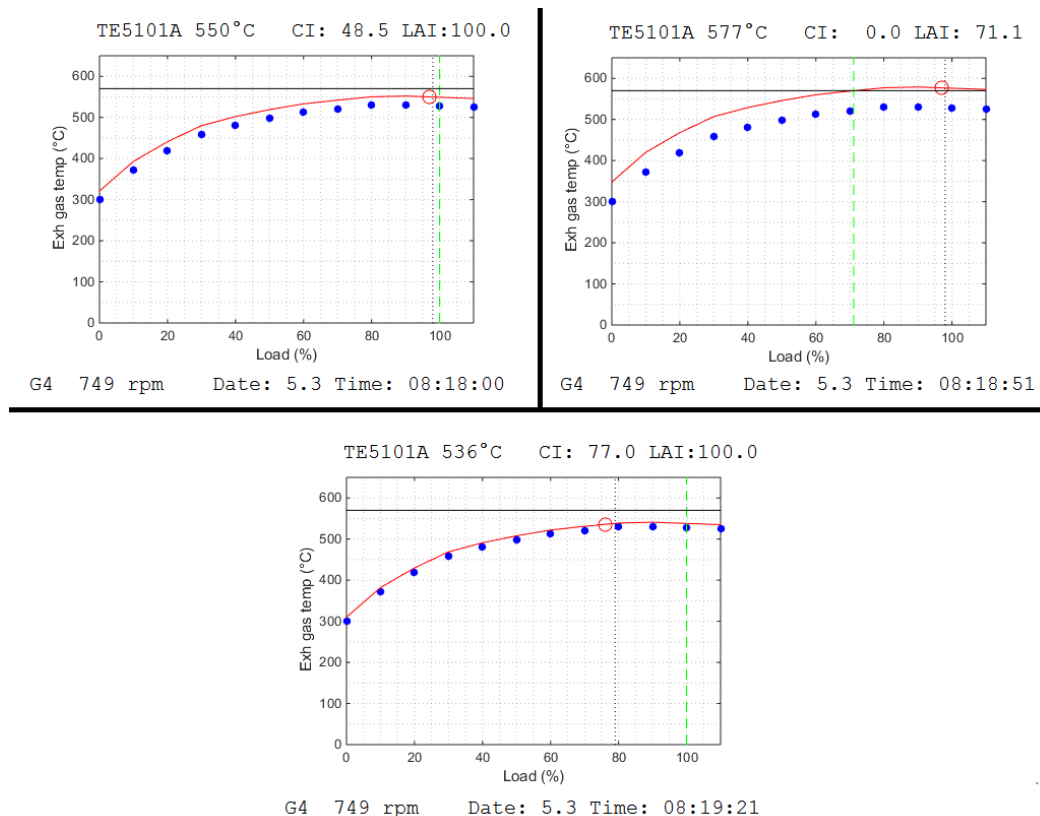 TE5101A 550°C CI: 48.5 LAI:100.0
600
500
400
300
200
100
0
Exh gas temp (°C)
0 20 40 60 80 100
Load (%)
G4 749 rpm Date: 5.3 Time: 08:18:00
TE5101A 577°C CI: 0.0 LAI: 71.1
600
500
400
300
200
100
0
Exh gas temp (°C)
0 20 40 60 80 100
Load (%)
G4 749 rpm Date: 5.3 Time: 08:18:51
TE5101A 536°C CI: 77.0 LAI:100.0
600
500
400
300
200
100
0
Exh gas temp (°C)
0 20 40 60 80 100
Load (%)
G4 749 rpm Date: 5.3 Time: 08:19:21